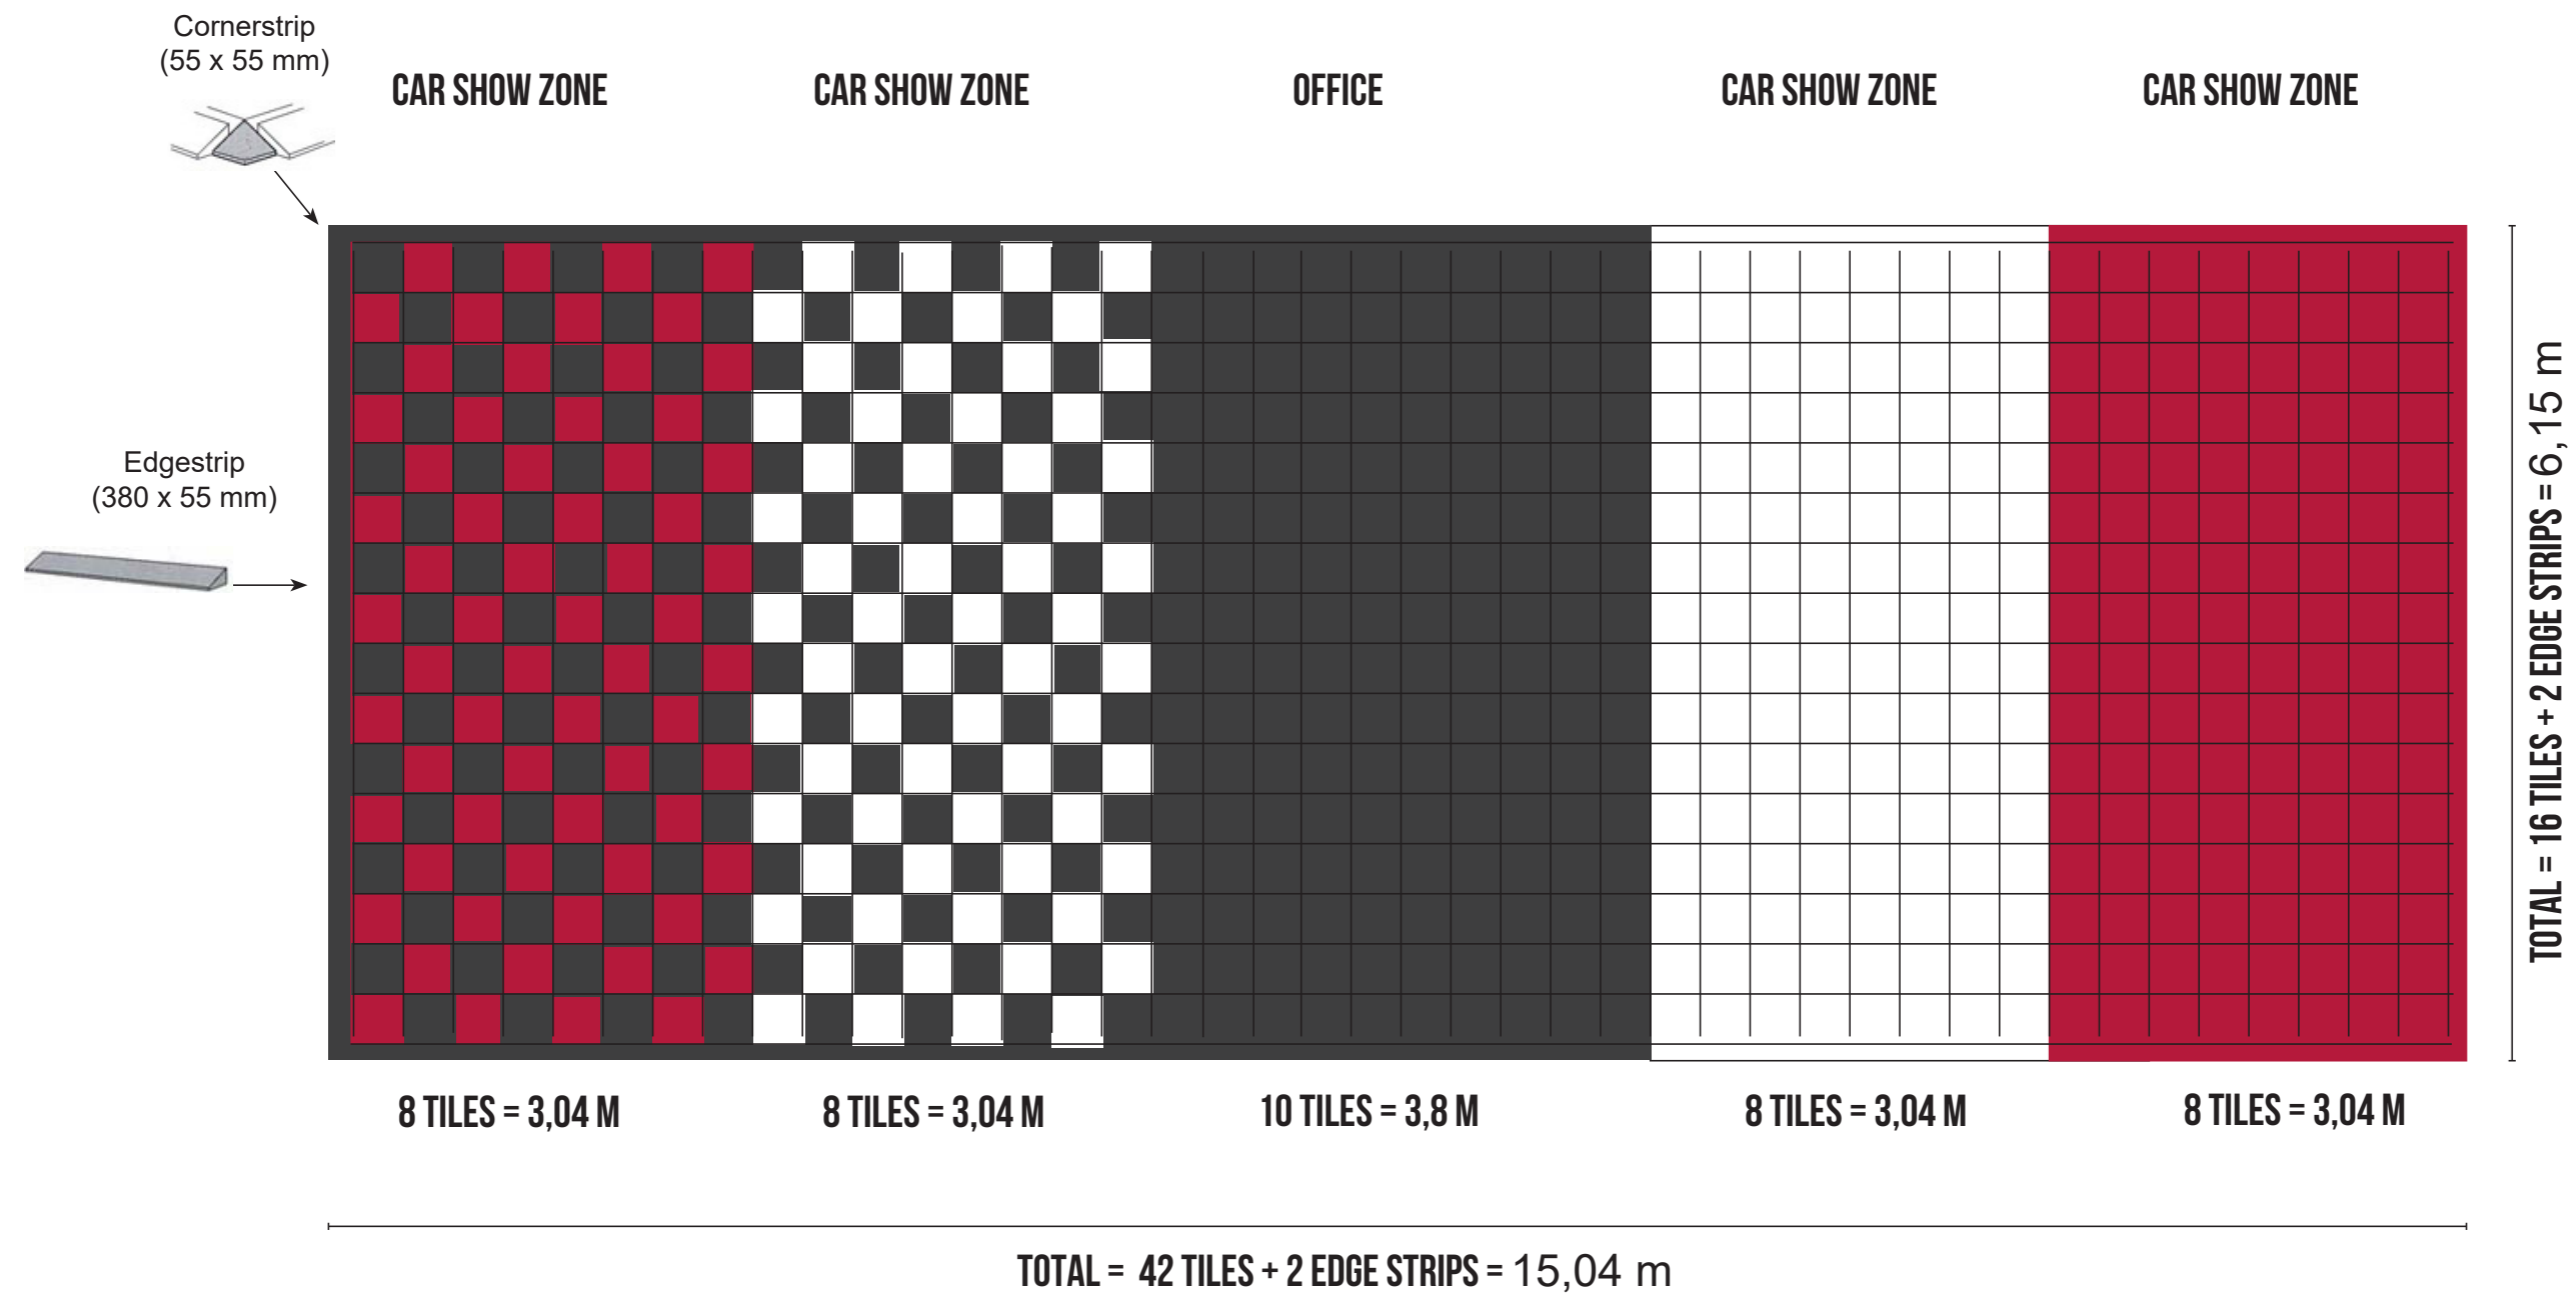 Cornerstrip
(55 x 55 mm)
CAR SHOW ZONE
CAR SHOW ZONE
OFFICE
CAR SHOW ZONE
CAR SHOW ZONE
Edgestrip
(380 x 55 mm)
TOTAL = 16 TILES + 2 EDGE STRIPS = 6,15 m
8 TILES = 3,04 M
8 TILES = 3,04 M
10 TILES = 3,8 M
8 TILES = 3,04 M
8 TILES = 3,04 M
TOTAL = 42 TILES + 2 EDGE STRIPS = 15,04 m